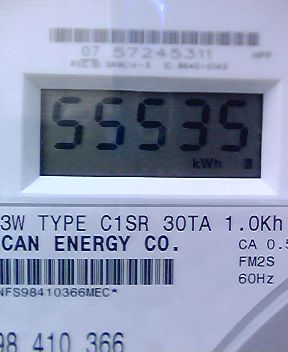 07 57245311
55535
kWh
3W TYPE C1SR 30TA 1.0Kh
CAN ENERGY CO.
CA 0.5
FM2S
60Hz
NFS98410366MEC*
98 410 366